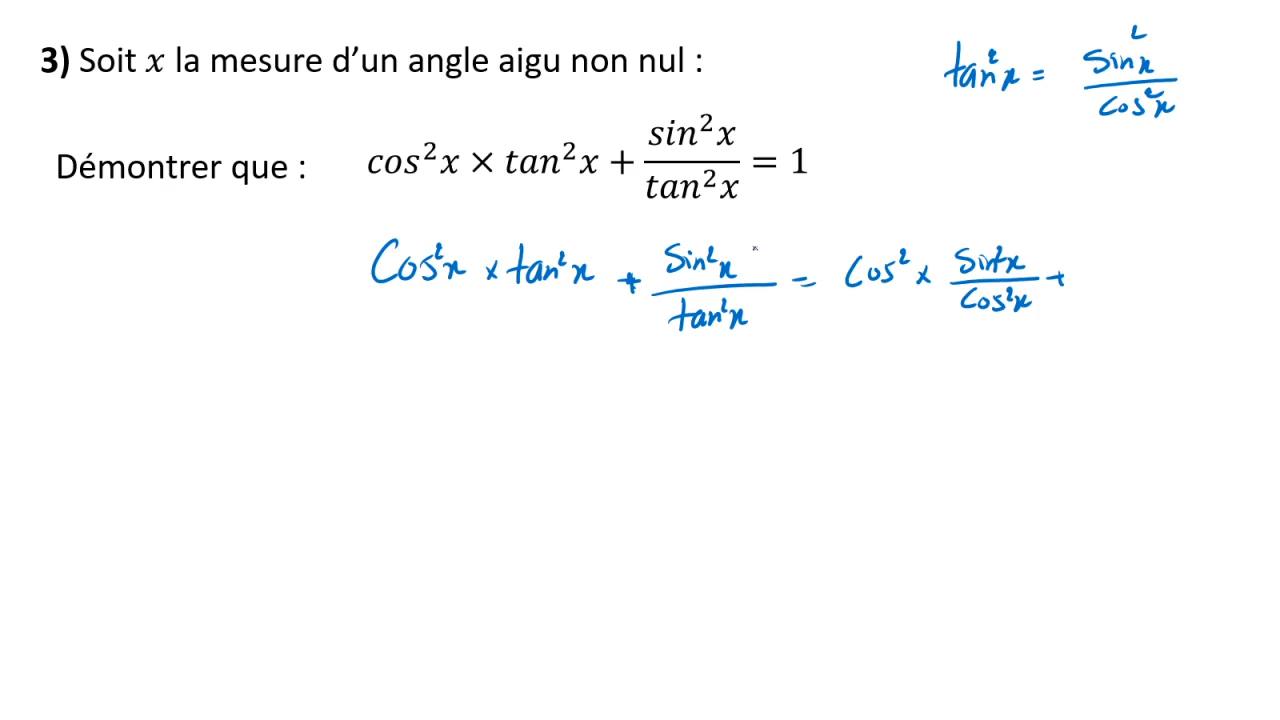 3) Soit x la mesure d'un angle aigu non nul :
tan²x = sin²x / cos²x
Démontrer que : cos²x × tan²x + sin²x / tan²x = 1
Cos²x × tan²x + Sin²x / tan²x = Cos² × Sin²x / Cos²x +